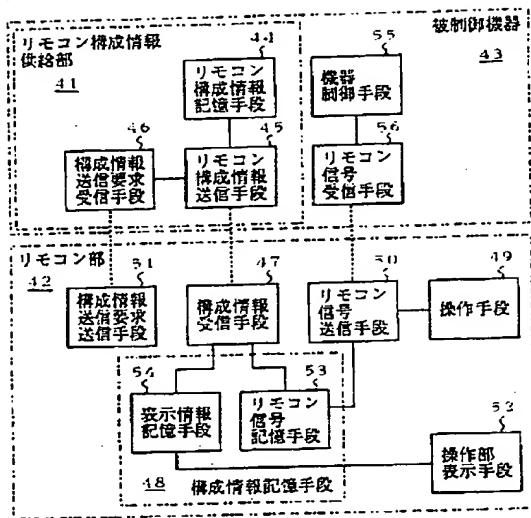 リモコン構成情報
供給部
41
44
リモコン
構成情報
記憶手段
46
構成情報
送信要求
受信手段
45
リモコン
構成情報
送信手段
被制御機器
43
55
機器
制御手段
56
リモコン
信号
受信手段
リモコン部
42
51
構成情報
送信要求
送信手段
47
構成情報
受信手段
50
リモコン
信号
送信手段
49
操作手段
54
表示情報
記憶手段
53
リモコン
信号
記憶手段
52
操作部
表示手段
48
構成情報記憶手段